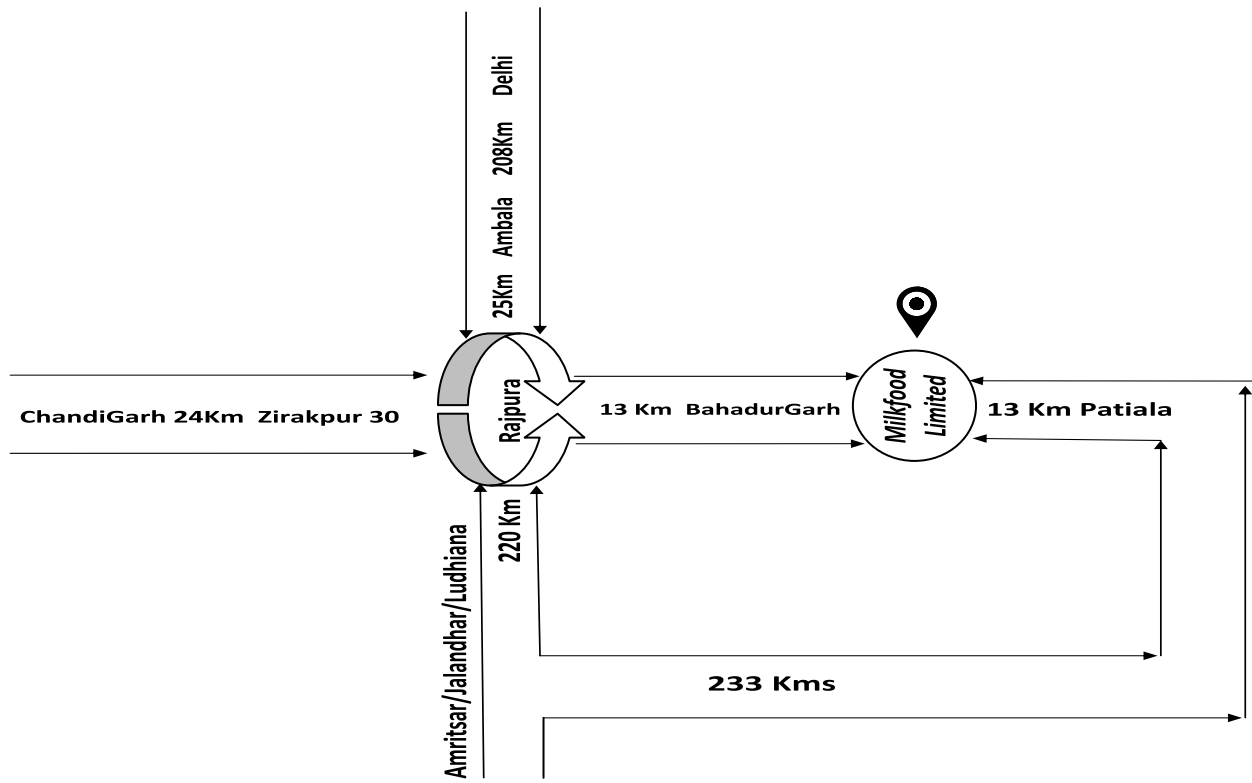 25Km Ambala 208Km Delhi
ChandiGarh 24Km Zirakpur 30
Rajpura
13 Km BahadurGarh
Milkfood
Limited
13 Km Patiala
220 Km
Amritsar/Jalandhar/Ludhiana
233 Kms